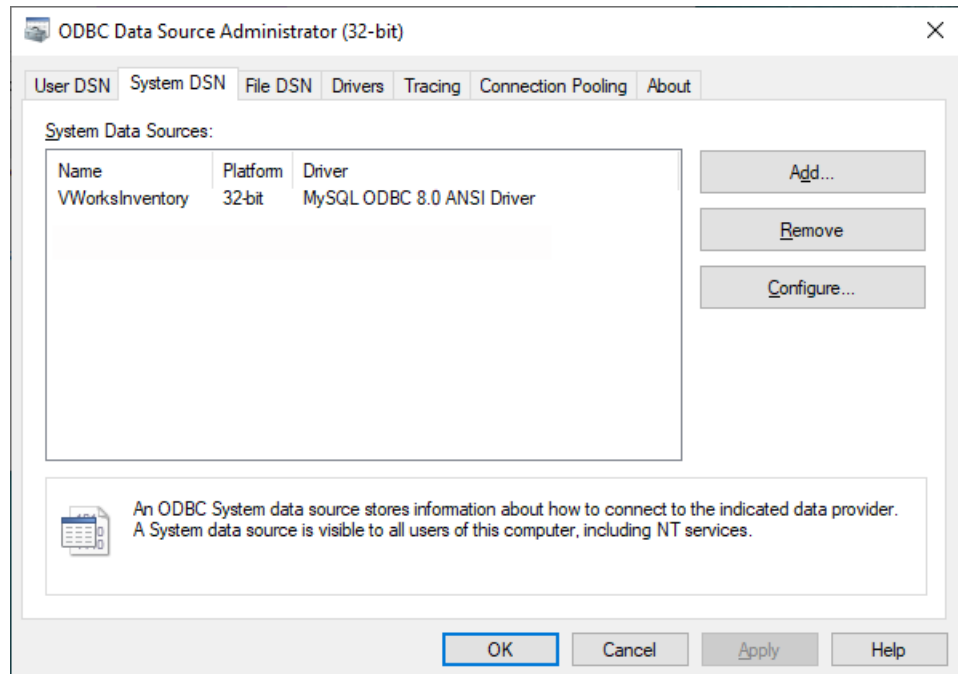 ODBC Data Source Administrator (32-bit)
User DSN System DSN File DSN Drivers Tracing Connection Pooling About
System Data Sources:
Name Platform Driver
VWorksInventory 32-bit MySQL ODBC 8.0 ANSI Driver
Add...
Remove
Configure...
An ODBC System data source stores information about how to connect to the indicated data provider.
A System data source is visible to all users of this computer, including NT services.
OK Cancel Apply Help